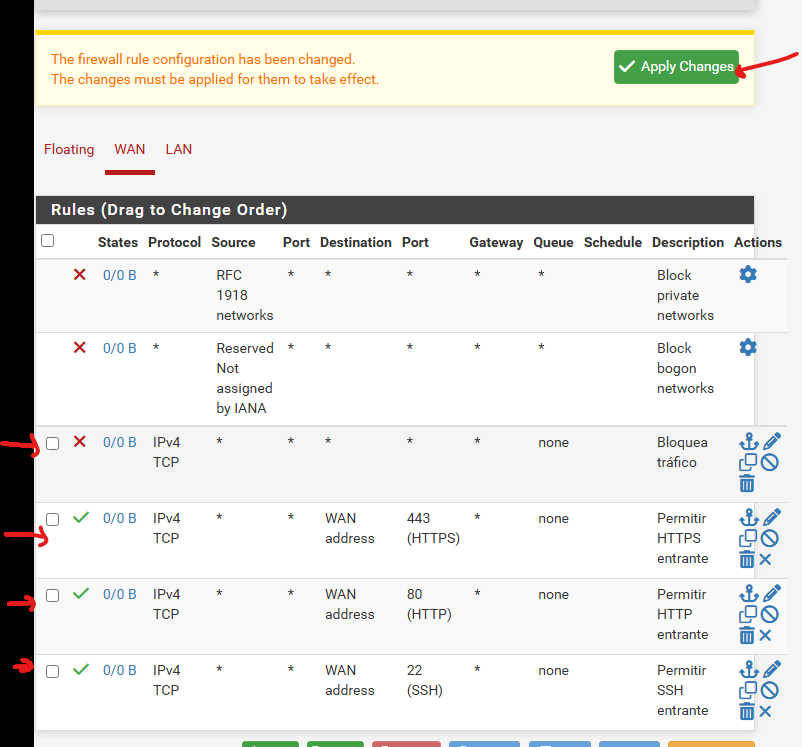 The firewall rule configuration has been changed.
The changes must be applied for them to take effect.
Apply Changes
Floating WAN LAN
Rules (Drag to Change Order)
States Protocol Source Port Destination Port Gateway Queue Schedule Description Actions
0/0 B * RFC * * * * * Block
1918 private
networks networks
0/0 B * Reserved * * * * * Block
Not bogon
assigned networks
by IANA
0/0 B IPv4 * * * * * none Bloquea
TCP tráfico
0/0 B IPv4 * * WAN 443 * none Permitir
TCP address (HTTPS) HTTPS
entrante
0/0 B IPv4 * * WAN 80 * none Permitir
TCP address (HTTP) HTTP
entrante
0/0 B IPv4 * * WAN 22 * none Permitir
TCP address (SSH) SSH
entrante